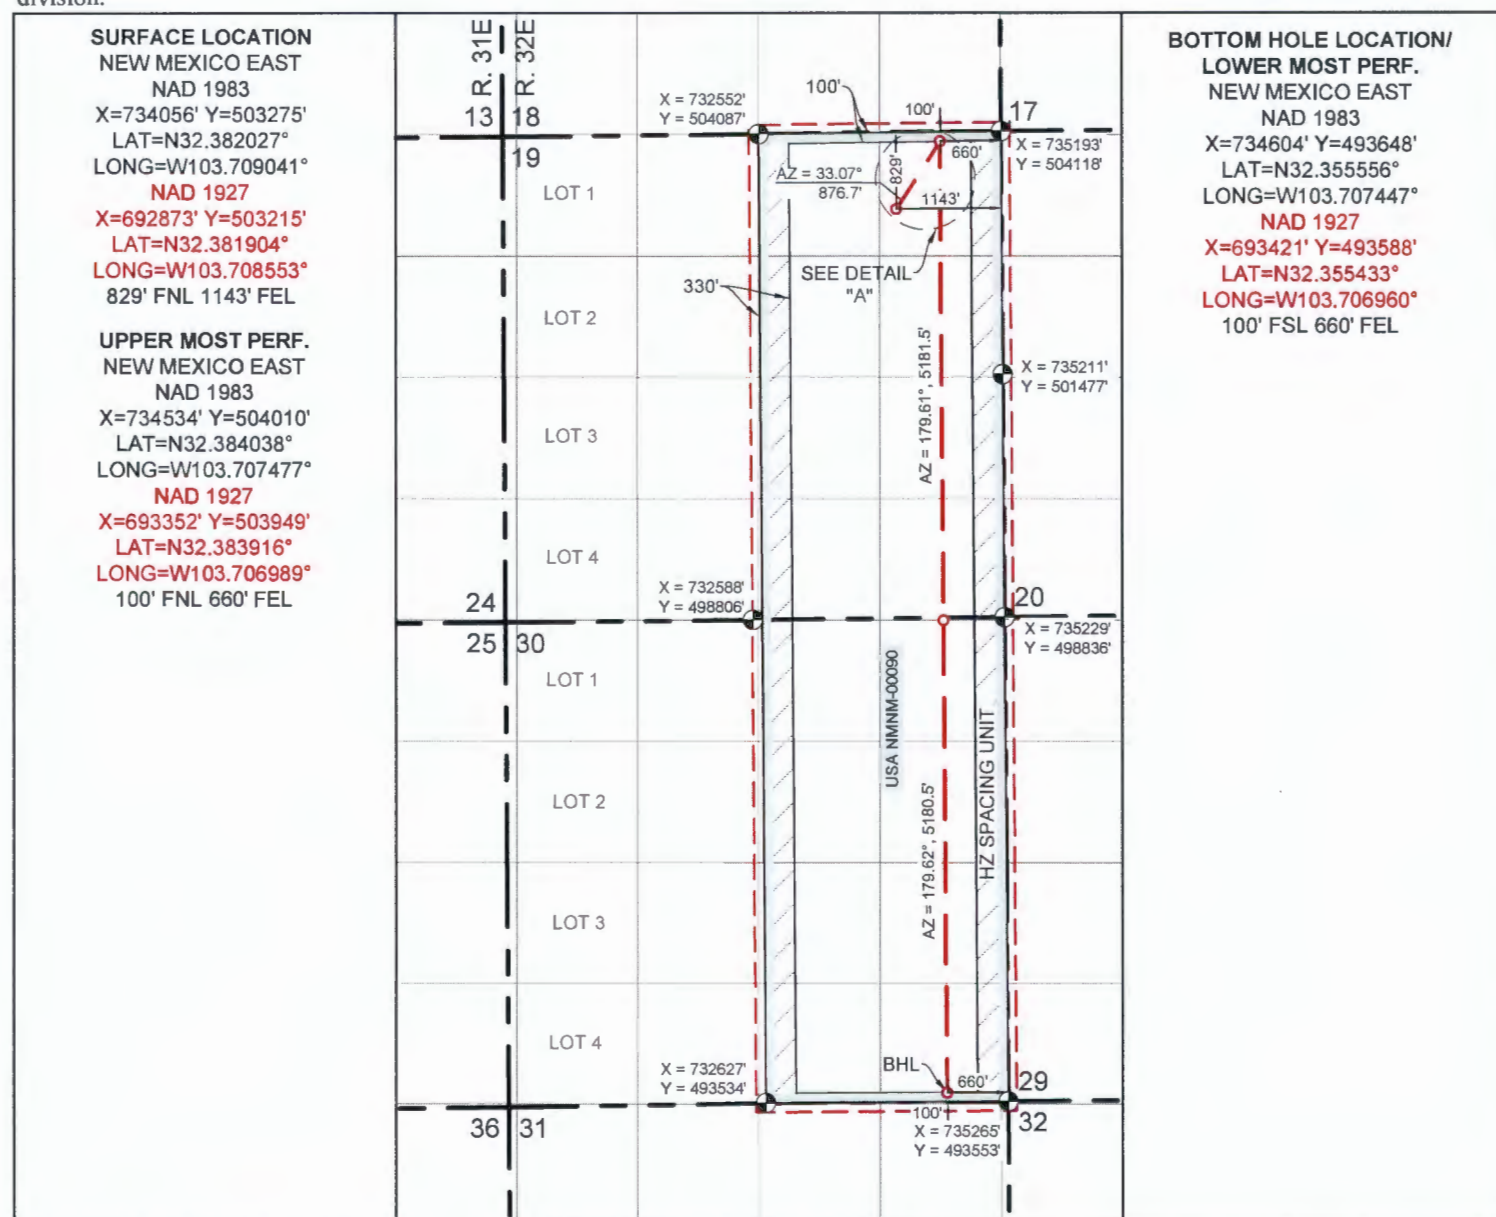 division.
SURFACE LOCATION
NEW MEXICO EAST
NAD 1983
X=734056' Y=503275'
LAT=N32.382027°
LONG=W103.709041°
NAD 1927
X=692873' Y=503215'
LAT=N32.381904°
LONG=W103.708553°
829' FNL 1143' FEL
UPPER MOST PERF.
NEW MEXICO EAST
NAD 1983
X=734534' Y=504010'
LAT=N32.384038°
LONG=W103.707477°
NAD 1927
X=693352' Y=503949'
LAT=N32.383916°
LONG=W103.706989°
100' FNL 660' FEL
R. 31E
R. 32E
13 18
19
X = 732552'
Y = 504087'
100'
100'
17
X = 735193'
Y = 504118'
660'
829'
AZ = 33.07°
876.7'
1143'
LOT 1
SEE DETAIL
"A"
330'
LOT 2
AZ = 179.61°, 5181.5'
X = 735211'
Y = 501477'
LOT 3
LOT 4
24
25 30
X = 732588'
Y = 498806'
20
X = 735229'
Y = 498836'
LOT 1
USA NMNM-00090
HZ SPACING UNIT
LOT 2
AZ = 179.62°, 5180.5'
LOT 3
LOT 4
X = 732627'
Y = 493534'
BHL
660'
29
32
100'
X = 735265'
Y = 493553'
36 31
BOTTOM HOLE LOCATION/
LOWER MOST PERF.
NEW MEXICO EAST
NAD 1983
X=734604' Y=493648'
LAT=N32.355556°
LONG=W103.707447°
NAD 1927
X=693421' Y=493588'
LAT=N32.355433°
LONG=W103.706960°
100' FSL 660' FEL